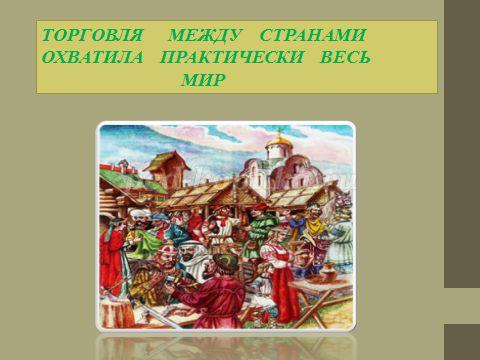 ТОРГОВЛЯ МЕЖДУ СТРАНАМИ
ОХВАТИЛА ПРАКТИЧЕСКИ ВЕСЬ
МИР